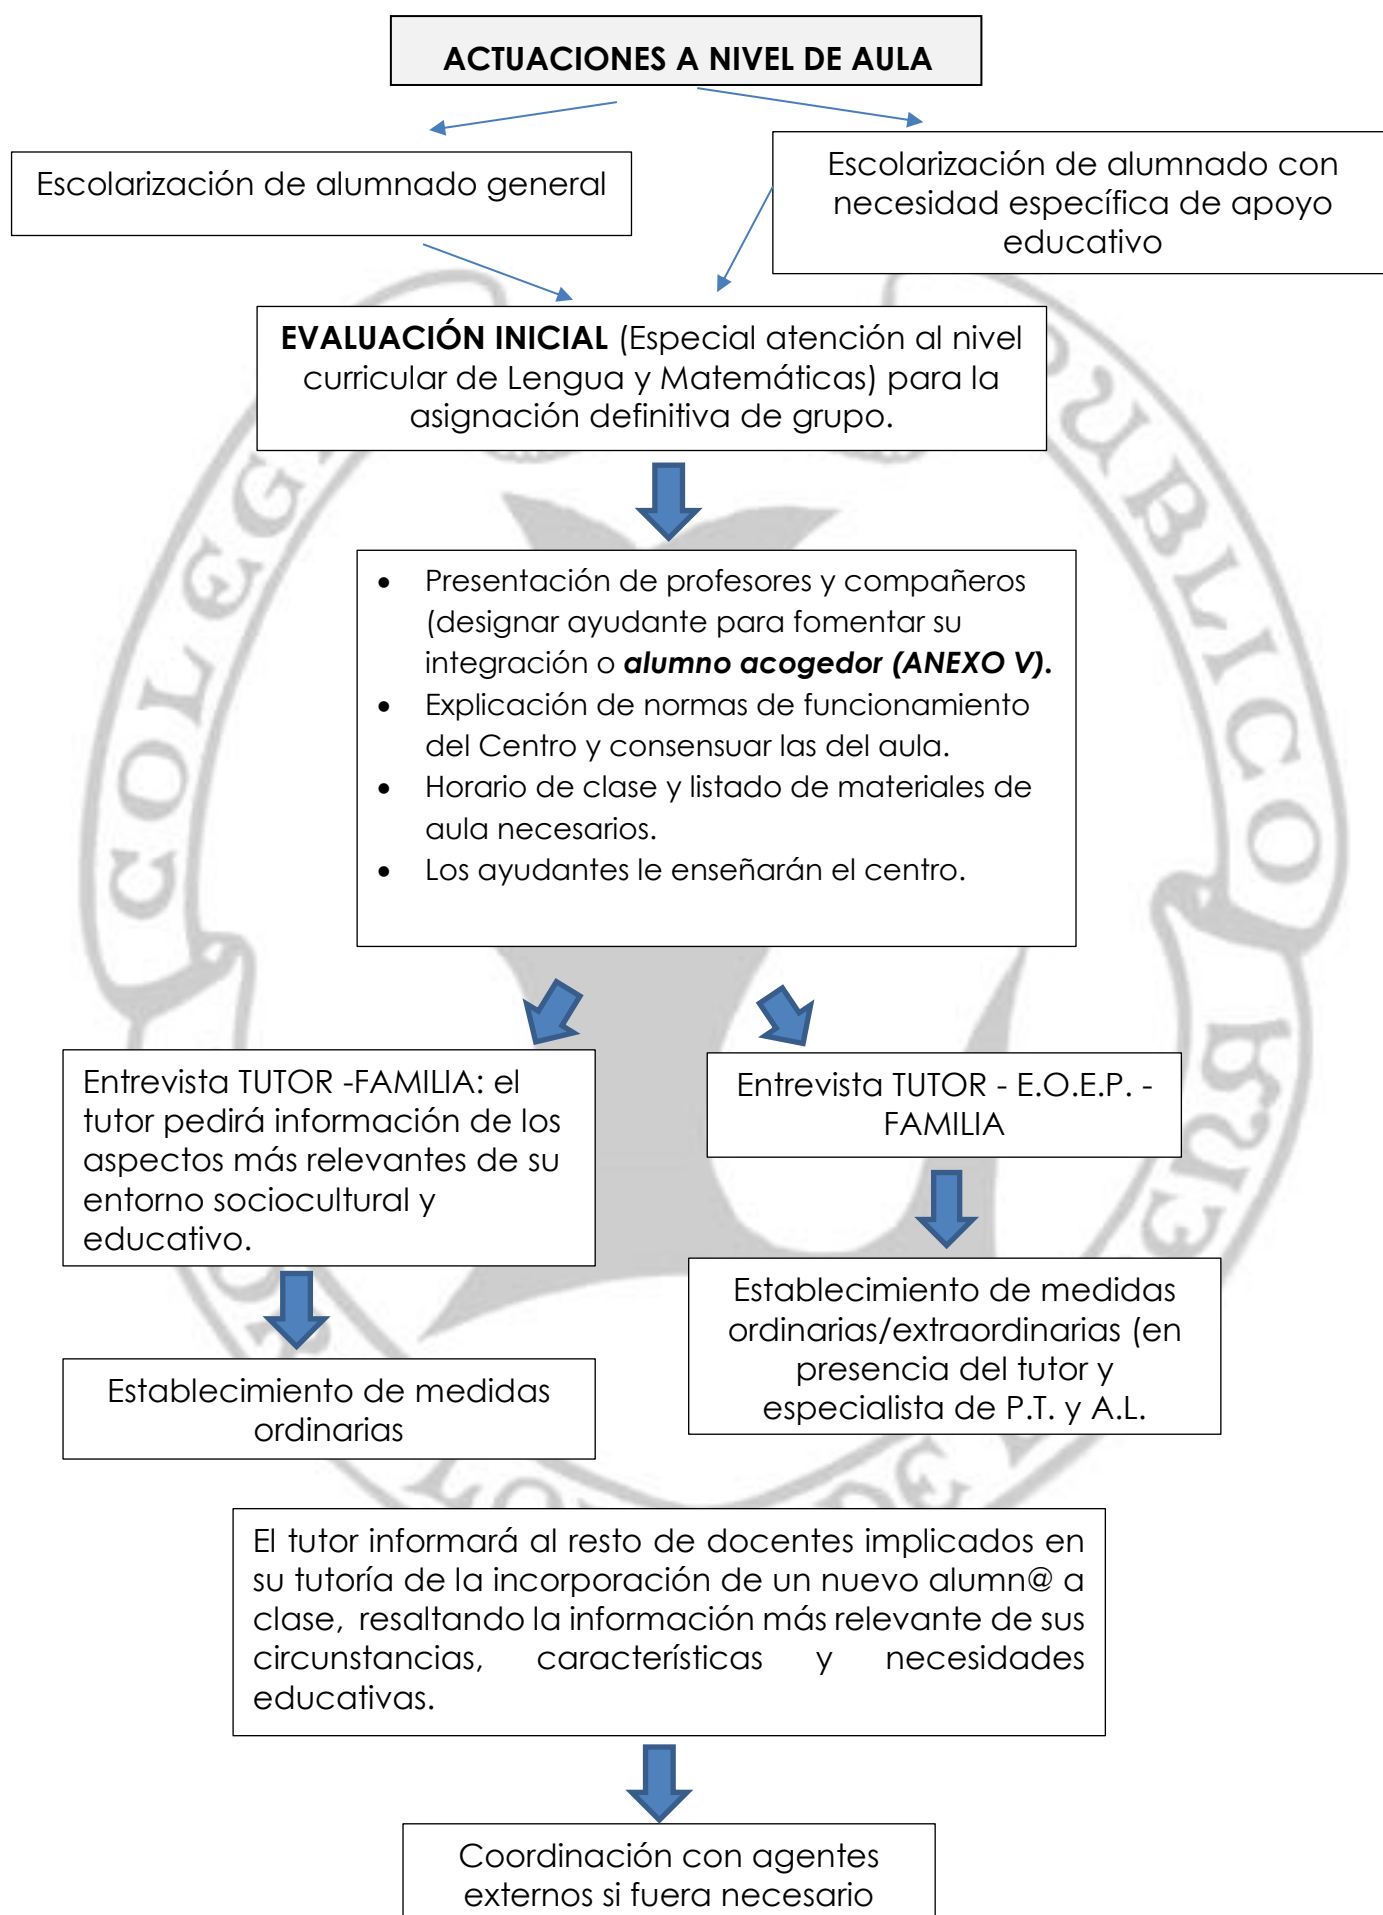 ACTUACIONES A NIVEL DE AULA
Escolarización de alumnado general
Escolarización de alumnado con
necesidad específica de apoyo
educativo
EVALUACIÓN INICIAL (Especial atención al nivel
curricular de Lengua y Matemáticas) para la
asignación definitiva de grupo.
• Presentación de profesores y compañeros
(designar ayudante para fomentar su
integración o alumno acogedor (ANEXO V).
• Explicación de normas de funcionamiento
del Centro y consensuar las del aula.
• Horario de clase y listado de materiales de
aula necesarios.
• Los ayudantes le enseñarán el centro.
Entrevista TUTOR -FAMILIA: el
tutor pedirá información de los
aspectos más relevantes de su
entorno sociocultural y
educativo.
Entrevista TUTOR - E.O.E.P. -
FAMILIA
Establecimiento de medidas
ordinarias
Establecimiento de medidas
ordinarias/extraordinarias (en
presencia del tutor y
especialista de P.T. y A.L.
El tutor informará al resto de docentes implicados en
su tutoría de la incorporación de un nuevo alumn@ a
clase, resaltando la información más relevante de sus
circunstancias, características y necesidades
educativas.
Coordinación con agentes
externos si fuera necesario
COLEG
PUBLICO
DE